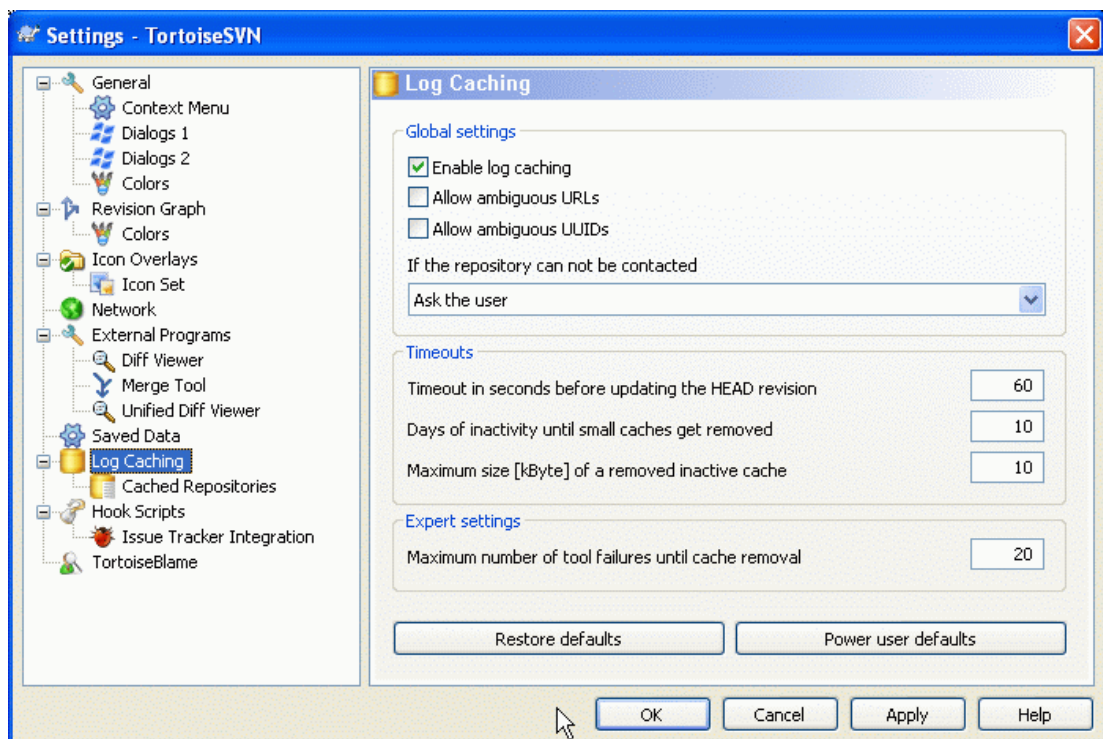 Settings - TortoiseSVN
General
Context Menu
Dialogs 1
Dialogs 2
Colors
Revision Graph
Colors
Icon Overlays
Icon Set
Network
External Programs
Diff Viewer
Merge Tool
Unified Diff Viewer
Saved Data
Log Caching
Cached Repositories
Hook Scripts
Issue Tracker Integration
TortoiseBlame
Log Caching
Global settings
Enable log caching
Allow ambiguous URLs
Allow ambiguous UUIDs
If the repository can not be contacted
Ask the user
Timeouts
Timeout in seconds before updating the HEAD revision 60
Days of inactivity until small caches get removed 10
Maximum size [kByte] of a removed inactive cache 10
Expert settings
Maximum number of tool failures until cache removal 20
Restore defaults Power user defaults
OK Cancel Apply Help